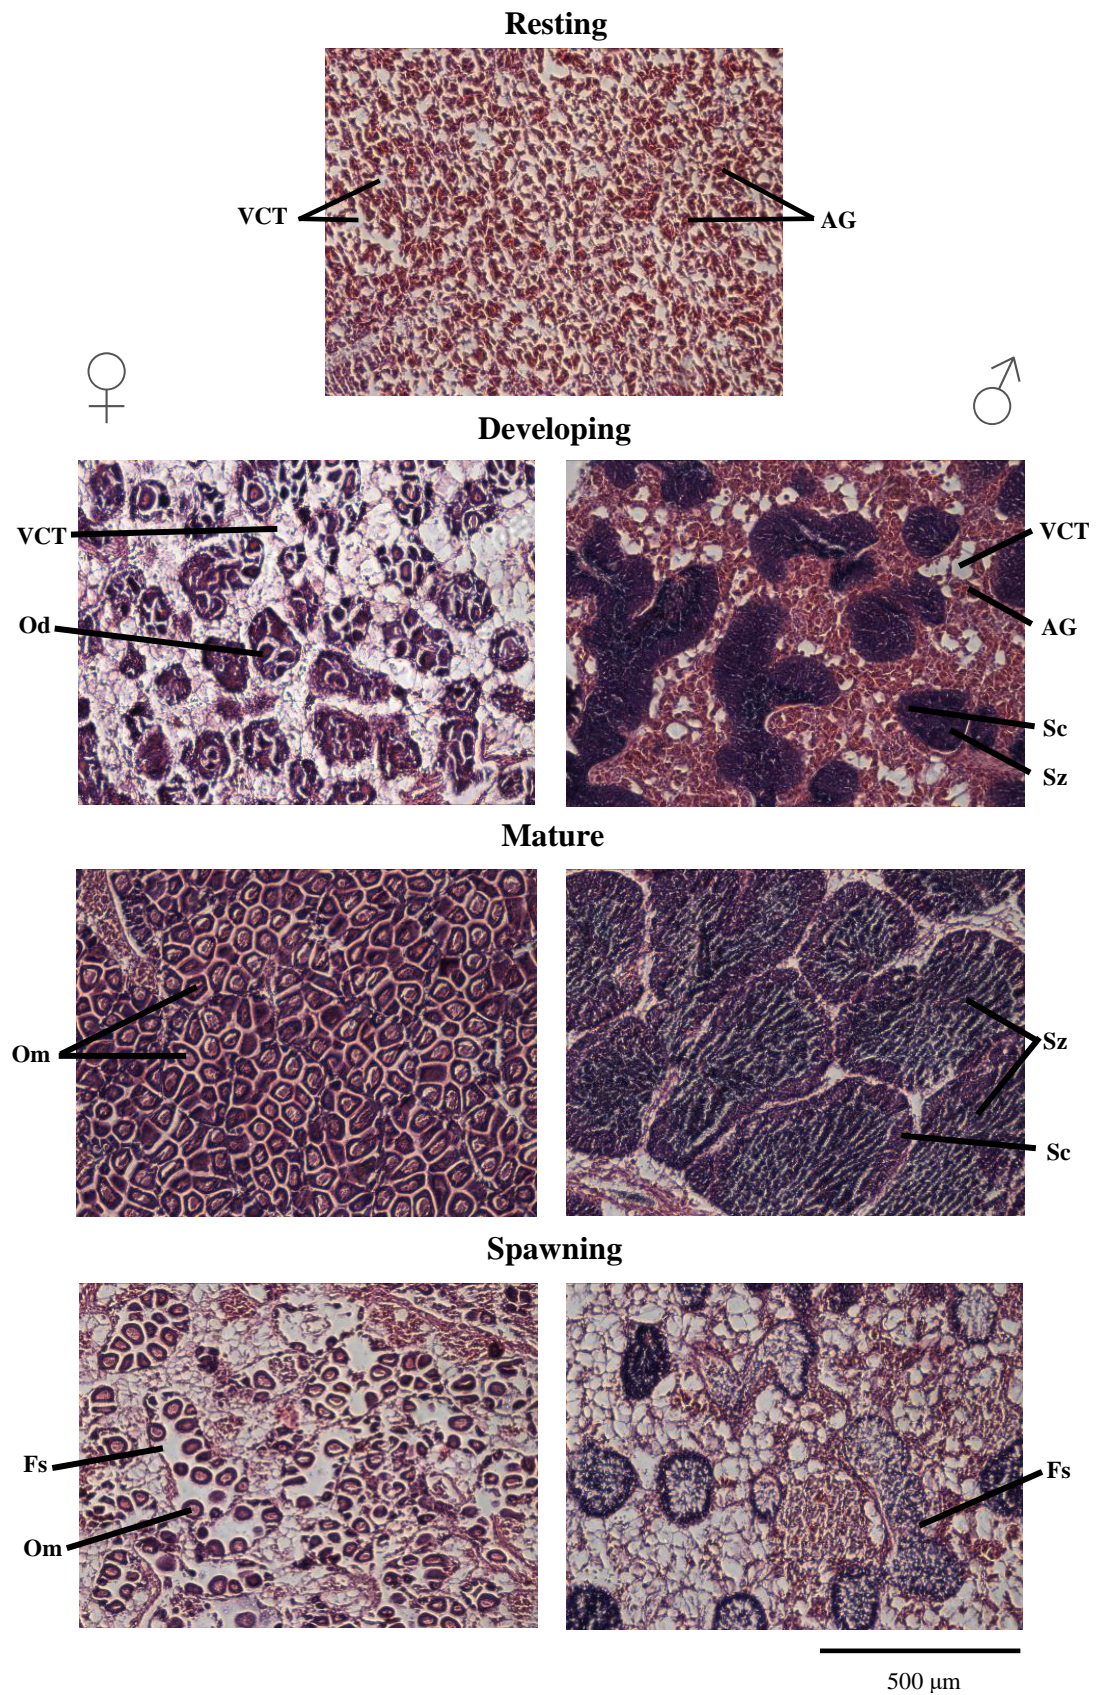 Resting
VCT
AG
♀
♂
Developing
VCT
VCT
Od
AG
Sc
Sz
Mature
Om
Sz
Sc
Spawning
Fs
Fs
Om
500 μm